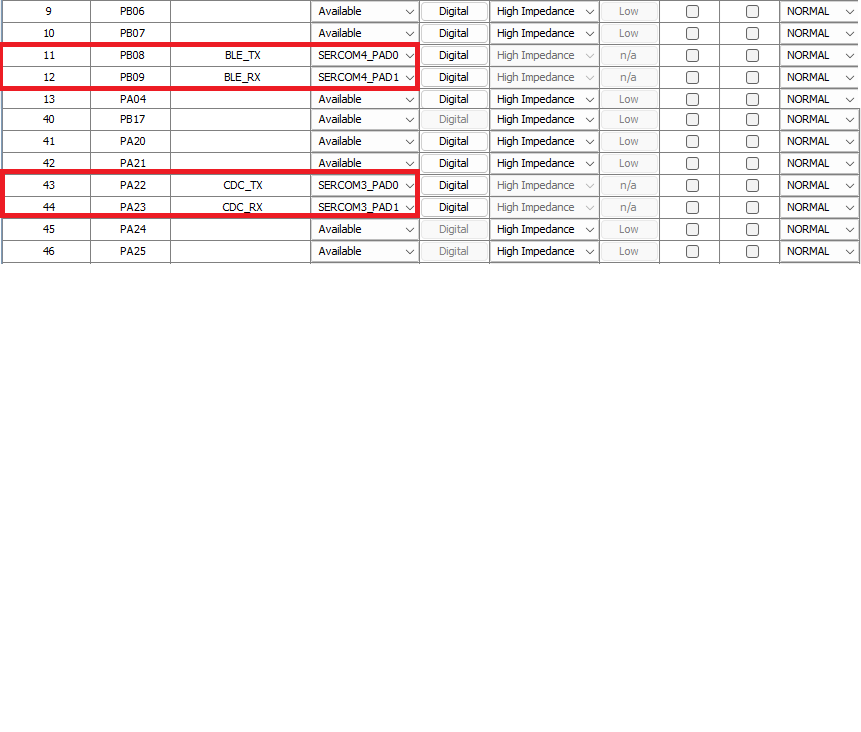 9 PB06 Available Digital High Impedance Low NORMAL
10 PB07 Available Digital High Impedance Low NORMAL
11 PB08 BLE_TX SERCOM4_PAD0 Digital High Impedance n/a NORMAL
12 PB09 BLE_RX SERCOM4_PAD1 Digital High Impedance n/a NORMAL
13 PA04 Available Digital High Impedance Low NORMAL
40 PB17 Available Digital High Impedance Low NORMAL
41 PA20 Available Digital High Impedance Low NORMAL
42 PA21 Available Digital High Impedance Low NORMAL
43 PA22 CDC_TX SERCOM3_PAD0 Digital High Impedance n/a NORMAL
44 PA23 CDC_RX SERCOM3_PAD1 Digital High Impedance n/a NORMAL
45 PA24 Available Digital High Impedance Low NORMAL
46 PA25 Available Digital High Impedance Low NORMAL